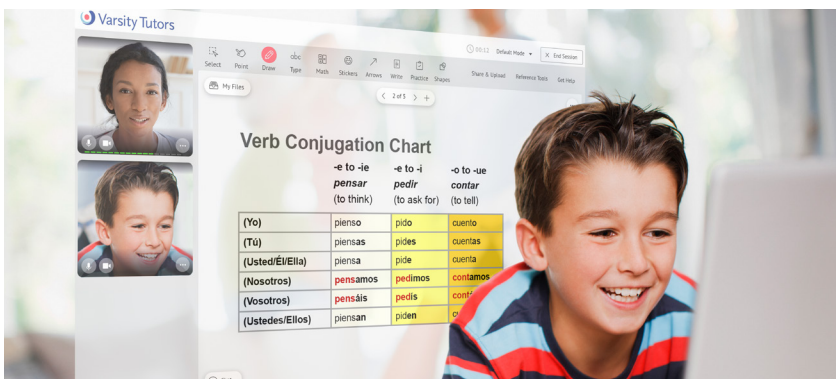 Varsity Tutors
Select Point Draw Type Math Stickers Arrows Write Practice Shapes
abc
00:12 Default Mode × End Session
Share & Upload Reference Tools Get Help
My Files
< 2 of 3 > +
Verb Conjugation Chart
-e to -ie -e to -i -o to -ue
pensar pedir contar
(to think) (to ask for) (to tell)
(Yo) pienso pido cuento
(Tú) piensas pides cuentas
(Usted/Él/Ella) piensa pide cuenta
(Nosotros) pensamos pedimos contamos
(Vosotros) pensáis pedís
(Ustedes/Ellos) piensan piden